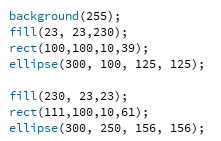 background(255);
fill(23, 23,230);
rect(100,100,10,39);
ellipse(300, 100, 125, 125);

fill(230, 23,23);
rect(111,100,10,61);
ellipse(300, 250, 156, 156);